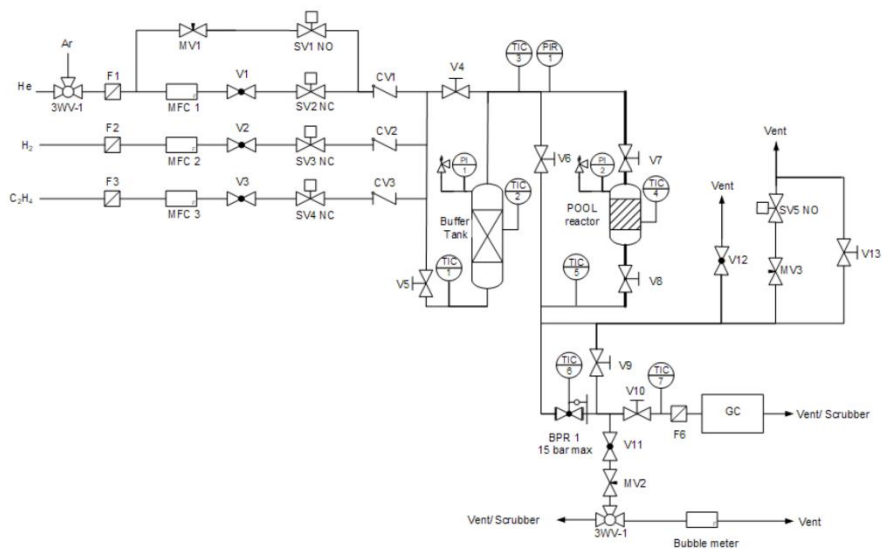 Ar
He
3WV-1
F1
MV1
SV1 NO
MFC 1
V1
SV2 NC
CV1
V4
TIC
3
PIR
1
H₂
F2
MFC 2
V2
SV3 NC
CV2
C₂H₄
F3
MFC 3
V3
SV4 NC
CV3
PI
1
TIC
2
Buffer
Tank
V5
TIC
1
V6
V7
PI
2
TIC
4
POOL
reactor
TIC
5
V8
Vent
Vent
SV5 NO
V12
MV3
V13
V9
TIC
6
BPR 1
15 bar max
V10
TIC
7
F6
GC
Vent/ Scrubber
V11
MV2
Vent/ Scrubber
3WV-1
Bubble meter
Vent